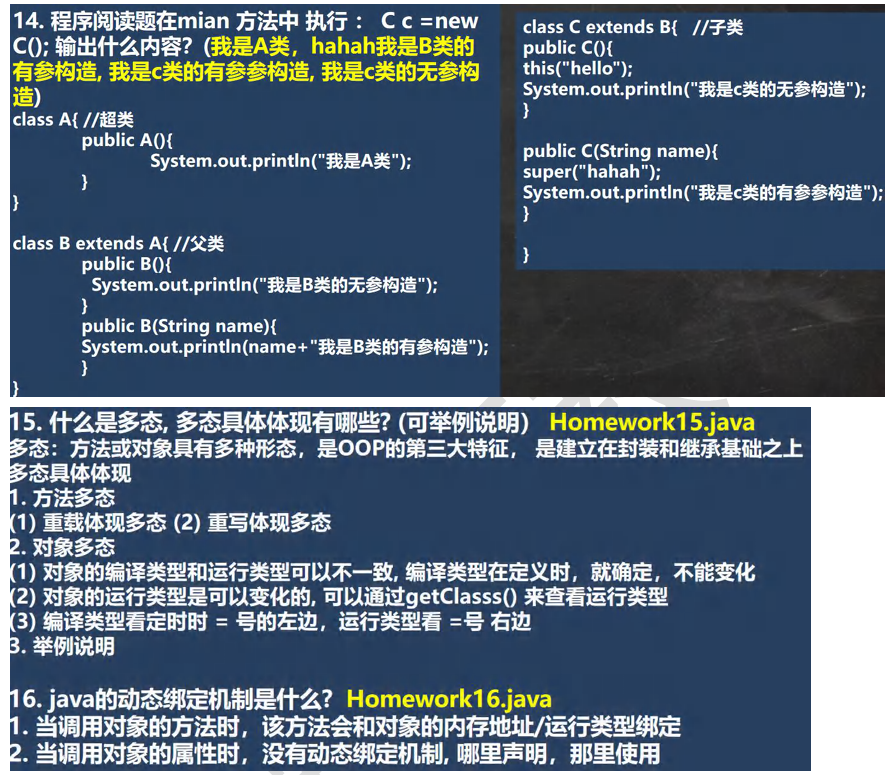 14. 程序阅读题在mian 方法中 执行 ： C c =new
C(); 输出什么内容? (我是A类，hahah我是B类的
有参构造, 我是c类的有参参构造, 我是c类的无参构
造)
class A{ //超类
public A(){
System.out.println("我是A类");
}
}
class B extends A{ //父类
public B(){
System.out.println("我是B类的无参构造");
}
public B(String name){
System.out.println(name+"我是B类的有参构造");
}
}
class C extends B{ //子类
public C(){
this("hello");
System.out.println("我是c类的无参构造");
}
public C(String name){
super("hahah");
System.out.println("我是c类的有参参构造");
}
}
15. 什么是多态, 多态具体体现有哪些? (可举例说明) Homework15.java
多态：方法或对象具有多种形态，是OOP的第三大特征， 是建立在封装和继承基础之上
多态具体体现
1. 方法多态
(1) 重载体现多态 (2) 重写体现多态
2. 对象多态
(1) 对象的编译类型和运行类型可以不一致, 编译类型在定义时，就确定，不能变化
(2) 对象的运行类型是可以变化的, 可以通过getClasss() 来查看运行类型
(3) 编译类型看定时时 = 号的左边，运行类型看 =号 右边
3. 举例说明
16. java的动态绑定机制是什么? Homework16.java
1. 当调用对象的方法时，该方法会和对象的内存地址/运行类型绑定
2. 当调用对象的属性时，没有动态绑定机制, 哪里声明，那里使用